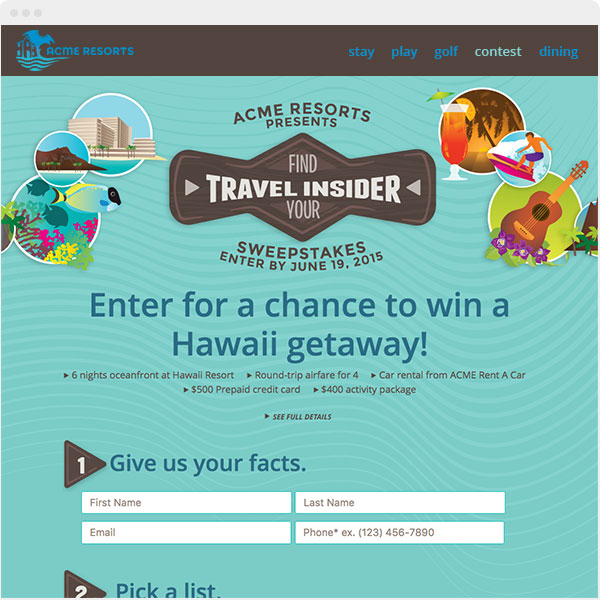 ACME RESORTS
stay play golf contest dining
ACME RESORTS
PRESENTS
FIND
TRAVEL INSIDER
YOUR
SWEEPSTAKES
ENTER BY JUNE 19, 2015
Enter for a chance to win a
Hawaii getaway!
6 nights oceanfront at Hawaii Resort Round-trip airfare for 4 Car rental from ACME Rent A Car
$500 Prepaid credit card $400 activity package
SEE FULL DETAILS
1 Give us your facts.
First Name Last Name
Email Phone* ex. (123) 456-7890
2 Pick a list.